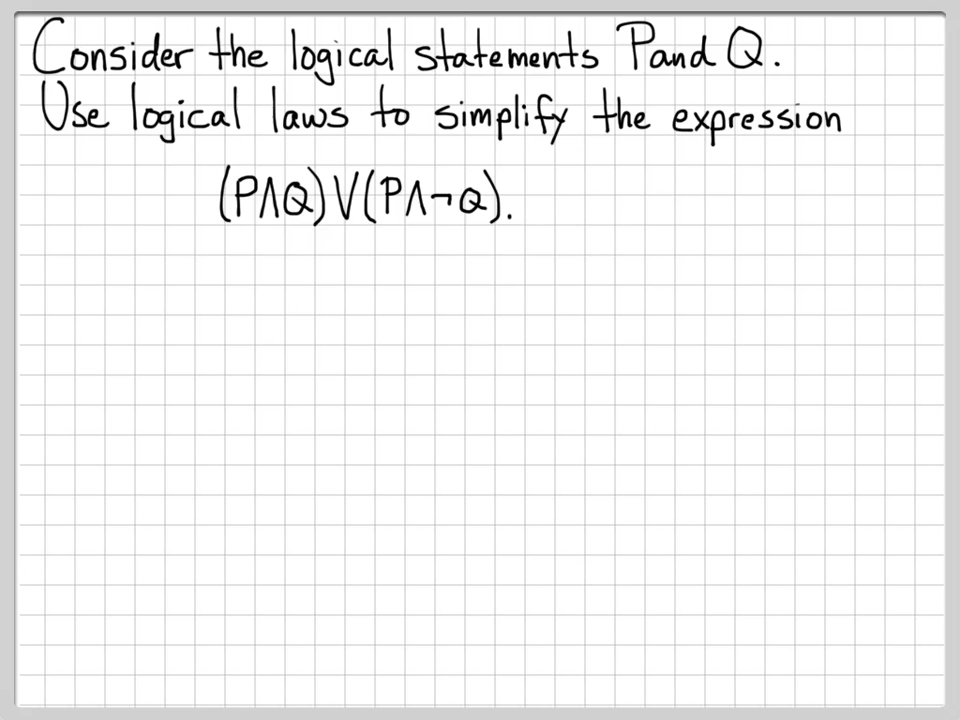 Consider the logical statements P and Q.
Use logical laws to simplify the expression
(P∧Q)∨(P∧¬Q).